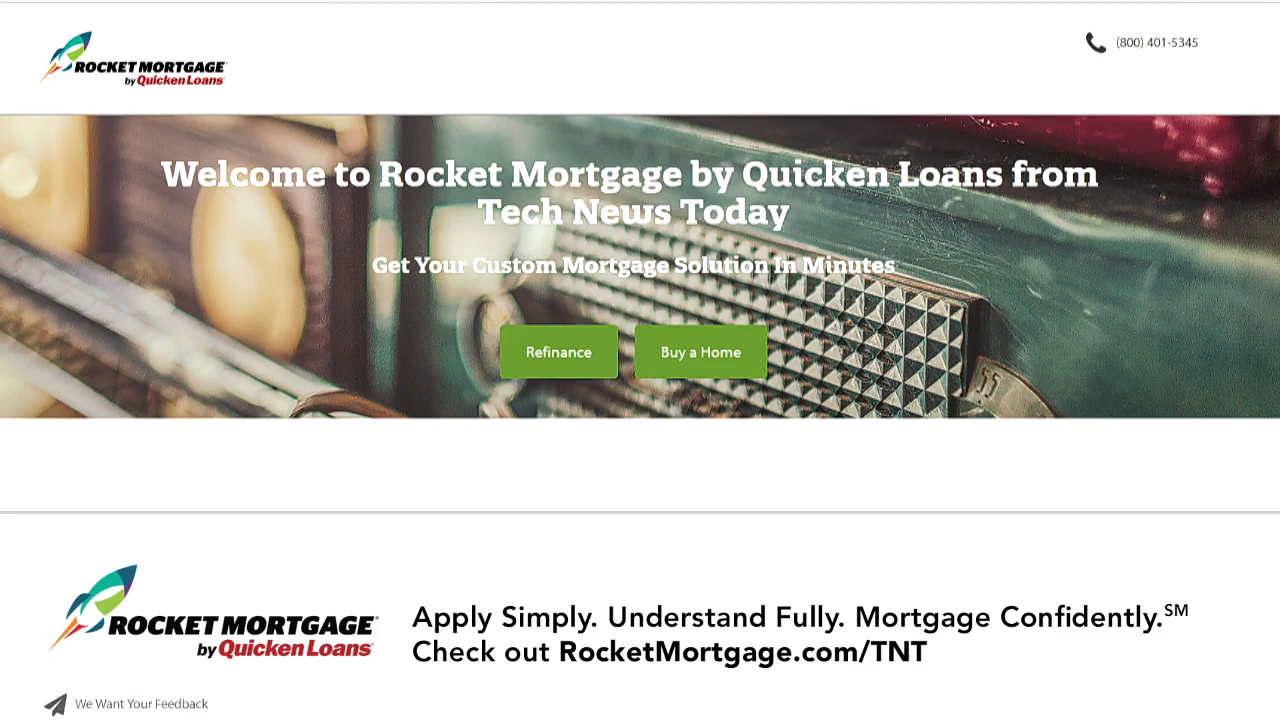 ROCKET MORTGAGE
by Quicken Loans
(800) 401-5345
Welcome to Rocket Mortgage by Quicken Loans from
Tech News Today
Get Your Custom Mortgage Solution In Minutes
Refinance
Buy a Home
ROCKET MORTGAGE
by Quicken Loans
Apply Simply. Understand Fully. Mortgage Confidently.℠
Check out RocketMortgage.com/TNT
We Want Your Feedback